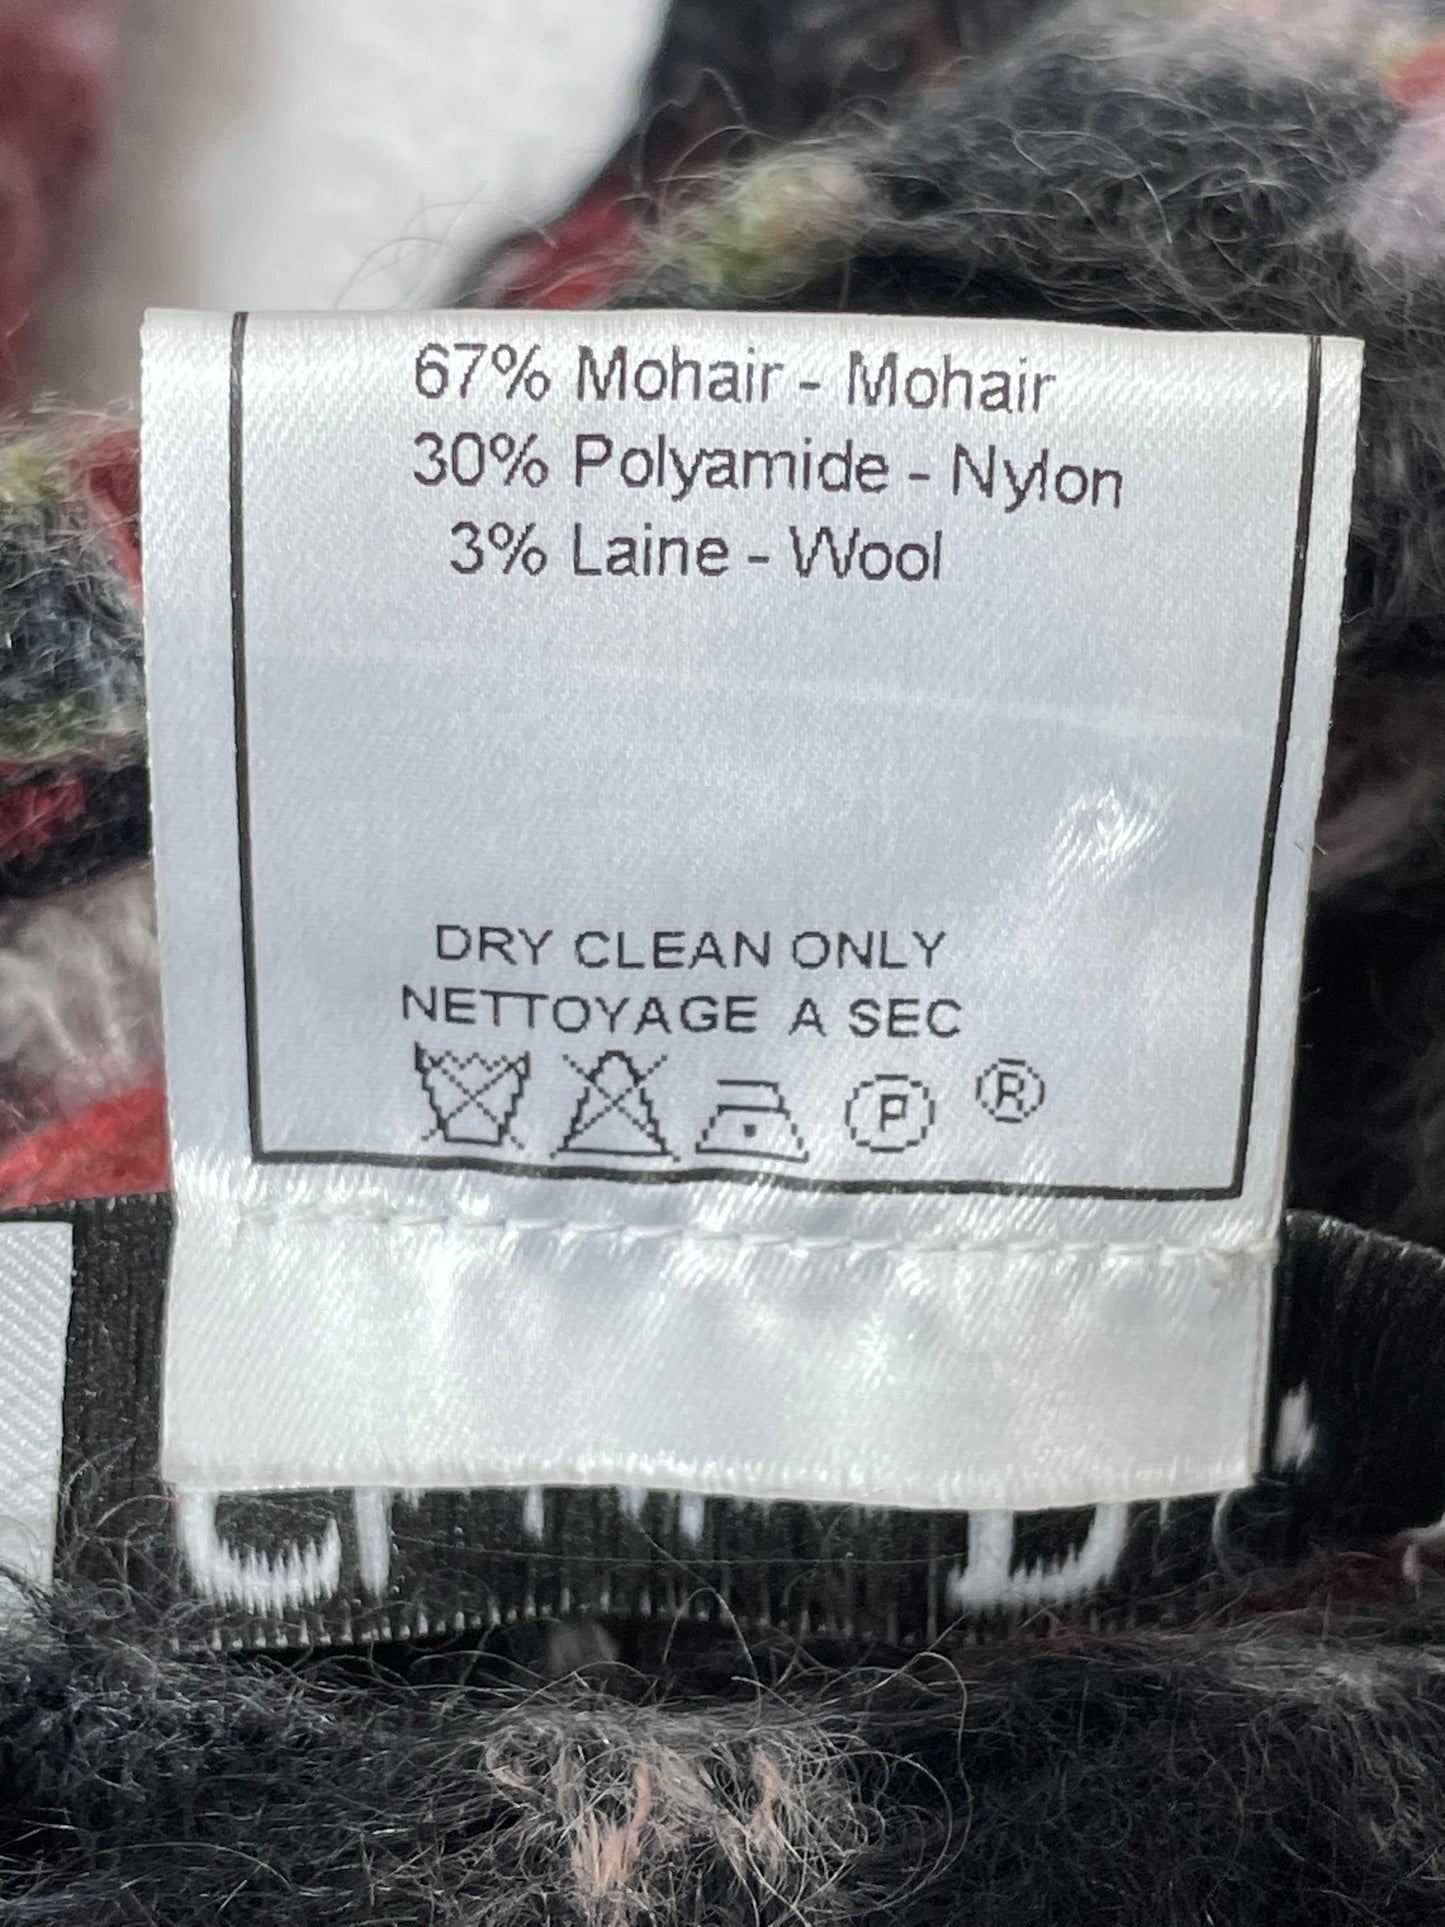 67% Mohair - Mohair
30% Polyamide - Nylon
3% Laine - Wool
DRY CLEAN ONLY
NETTOYAGE A SEC
P ®